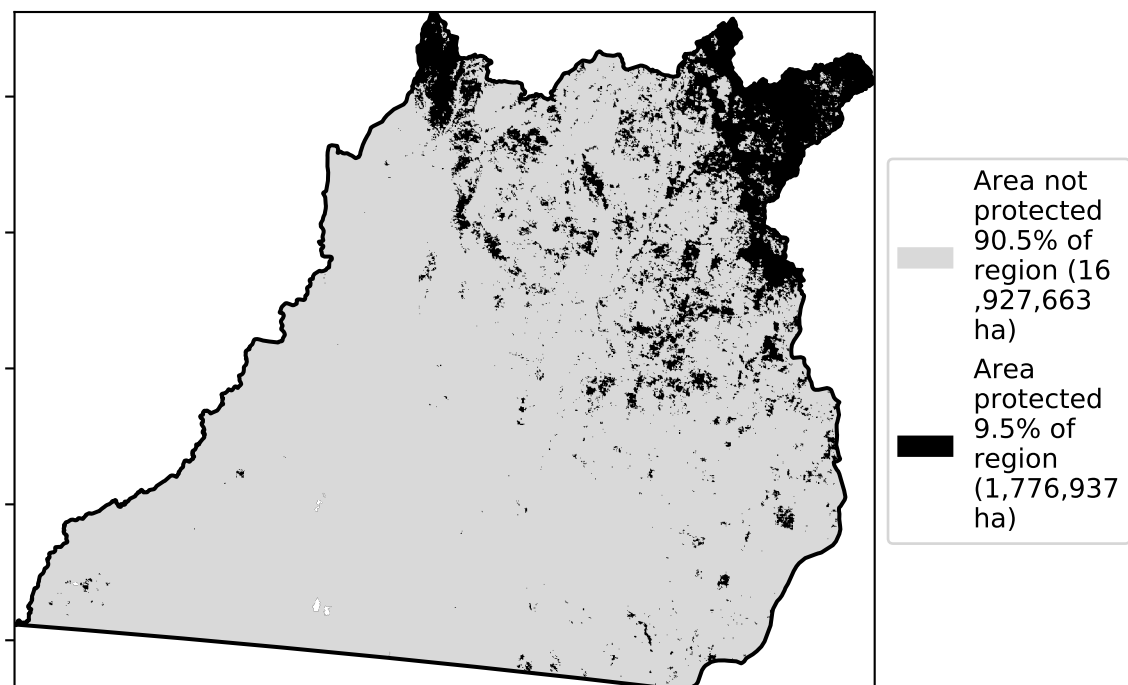 Area not
protected
90.5% of
region (16
,927,663
ha)
Area
protected
9.5% of
region
(1,776,937
ha)